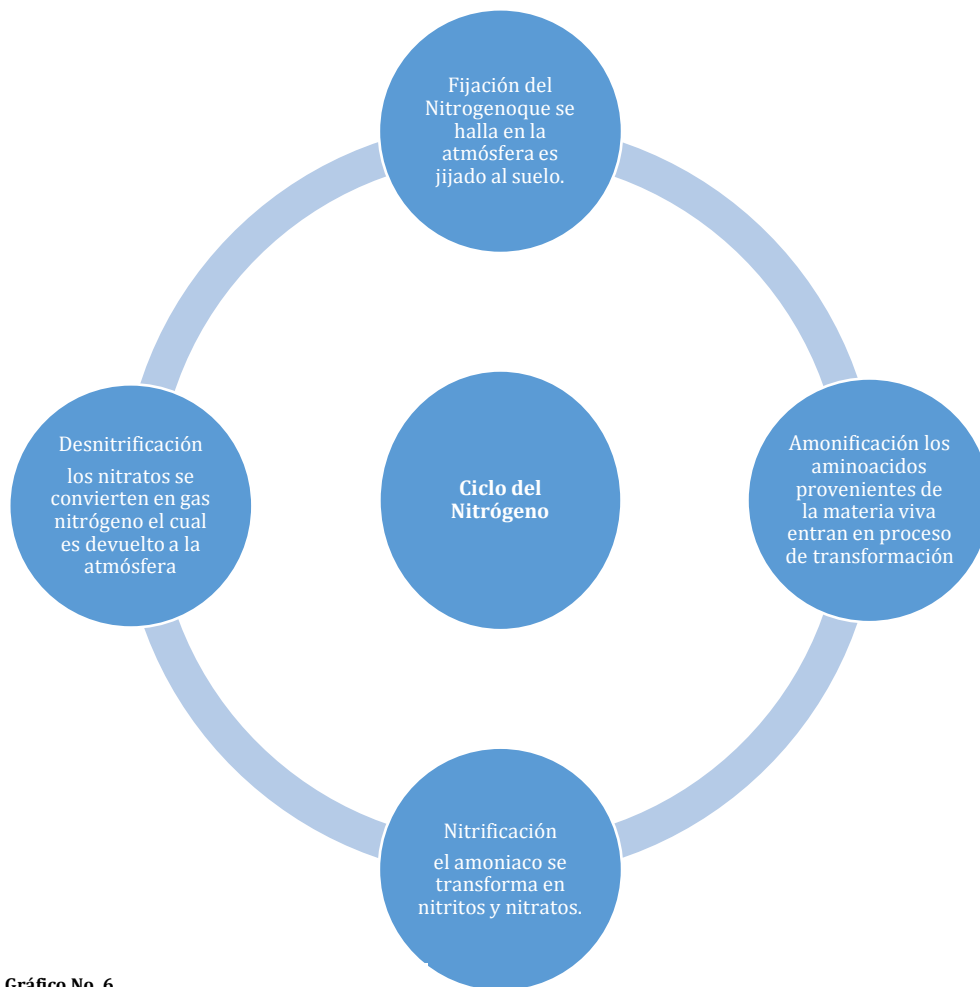 Fijación del
Nitrogenoque se
halla en la
atmósfera es
jijado al suelo.
Amonificación los
aminoacidos
provenientes de
la materia viva
entran en proceso
de transformación
Nitrificación
el amoniaco se
transforma en
nitritos y nitratos.
Desnitrificación
los nitratos se
convierten en gas
nitrógeno el cual
es devuelto a la
atmósfera
Ciclo del
Nitrógeno
Gráfico No. 6